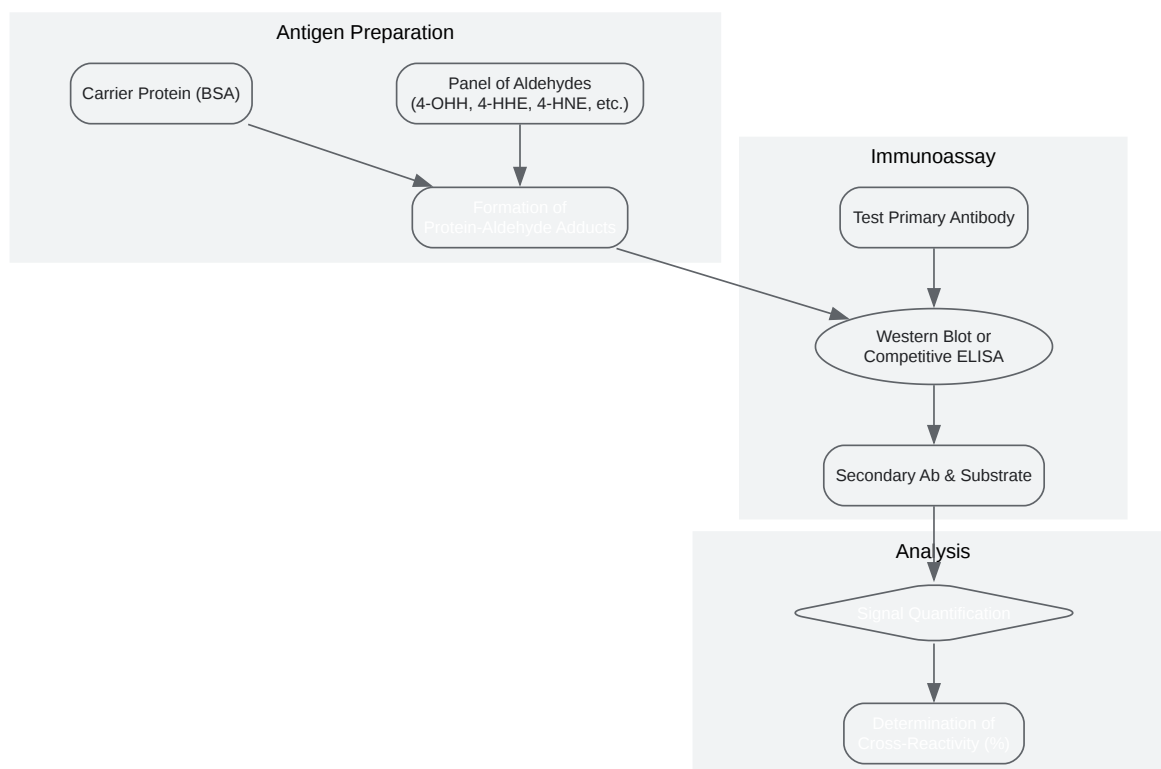 Antigen Preparation
Carrier Protein (BSA)
Panel of Aldehydes
(4-OHH, 4-HHE, 4-HNE, etc.)
Formation of
Protein-Aldehyde Adducts
Immunoassay
Test Primary Antibody
Western Blot or
Competitive ELISA
Secondary Ab & Substrate
Analysis
Signal Quantification
Determination of
Cross-Reactivity (%)